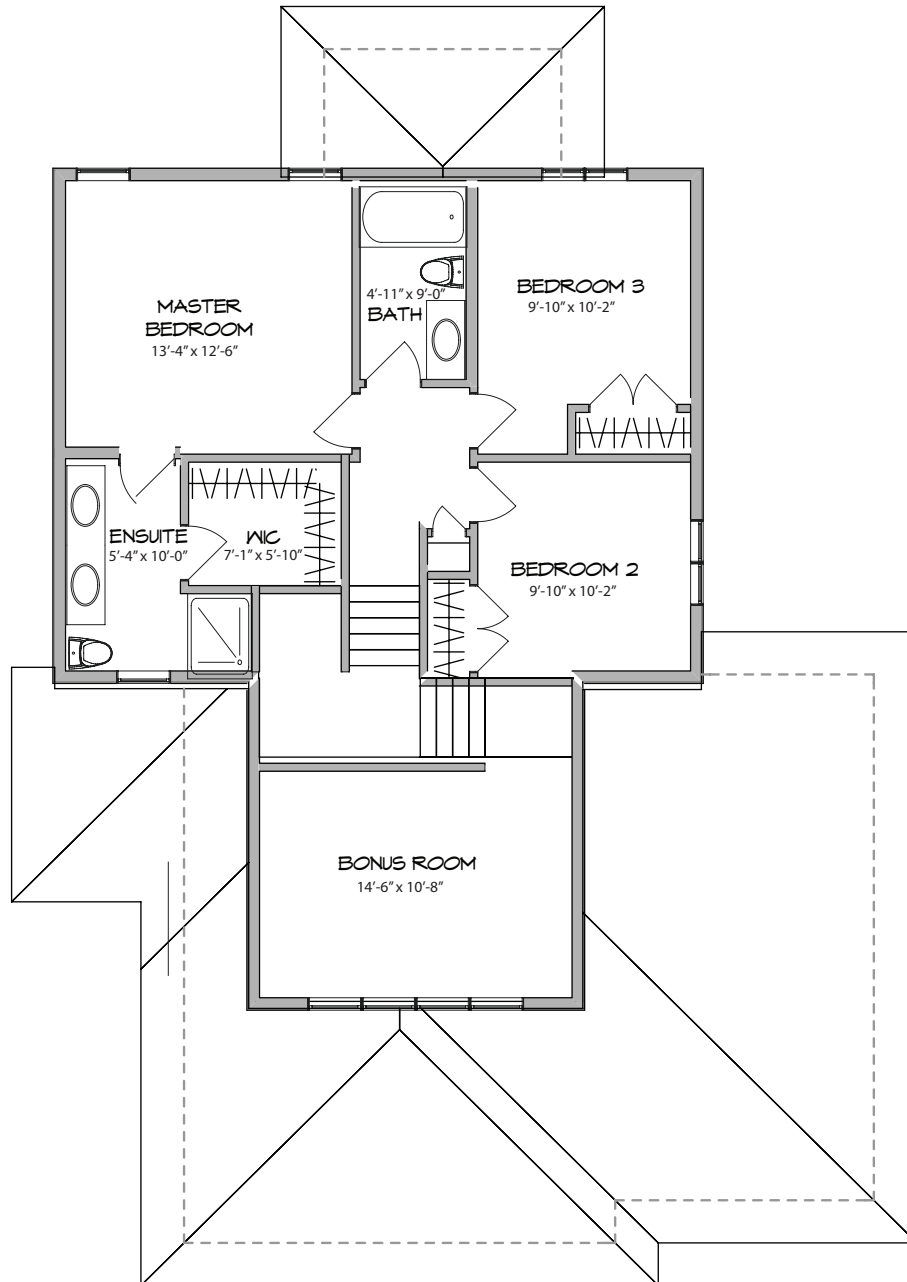 MASTER
BEDROOM
13’-4” x 12’-6”
4’-11” x 9’-0”
BATH
BEDROOM 3
9’-10” x 10’-2”
ENSUITE
5’-4” x 10’-0”
WIC
7’-1” x 5’-10”
BEDROOM 2
9’-10” x 10’-2”
BONUS ROOM
14’-6” x 10’-8”